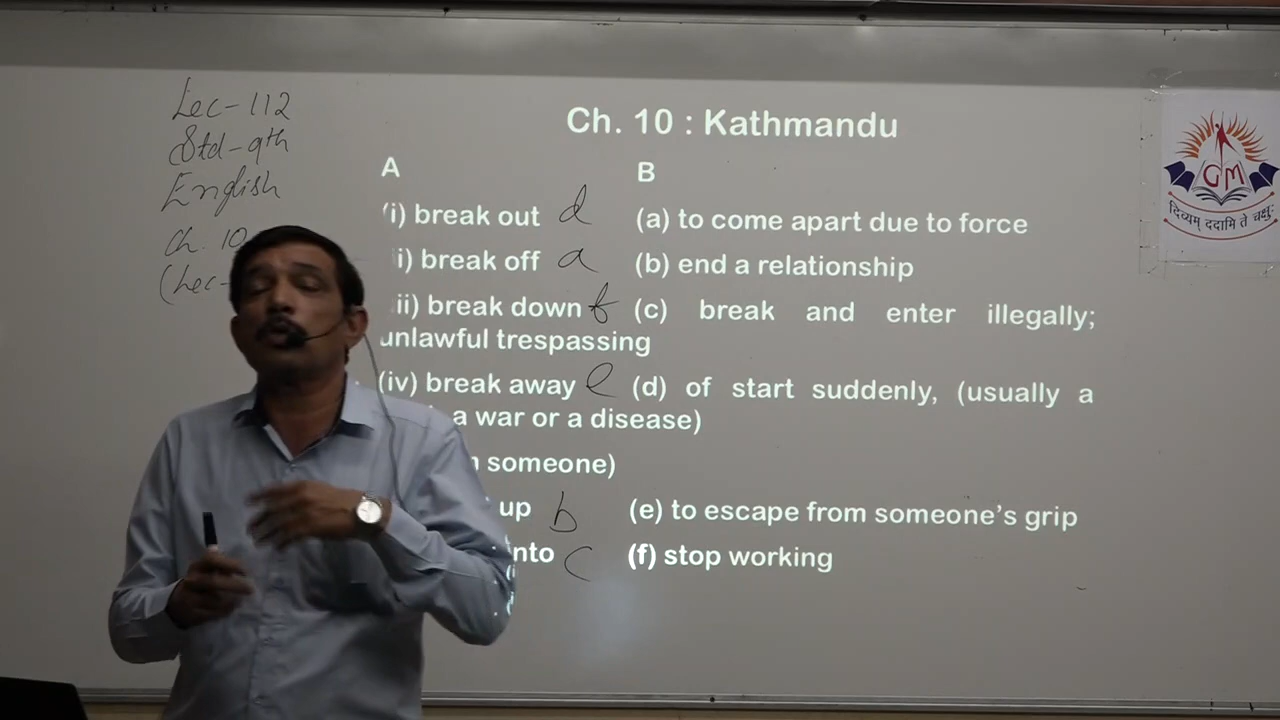 Lec-112
Std-9th
English
Ch. 10
(Lec-
Ch. 10 : Kathmandu
A B
(i) break out d (a) to come apart due to force
i) break off a (b) end a relationship
ii) break down f (c) break and enter illegally;
unlawful trespassing
(iv) break away e (d) of start suddenly, (usually a
a war or a disease)
someone)
up b (e) to escape from someone's grip
nto c (f) stop working
GM
दिव्यम् ददामि ते चक्षुः